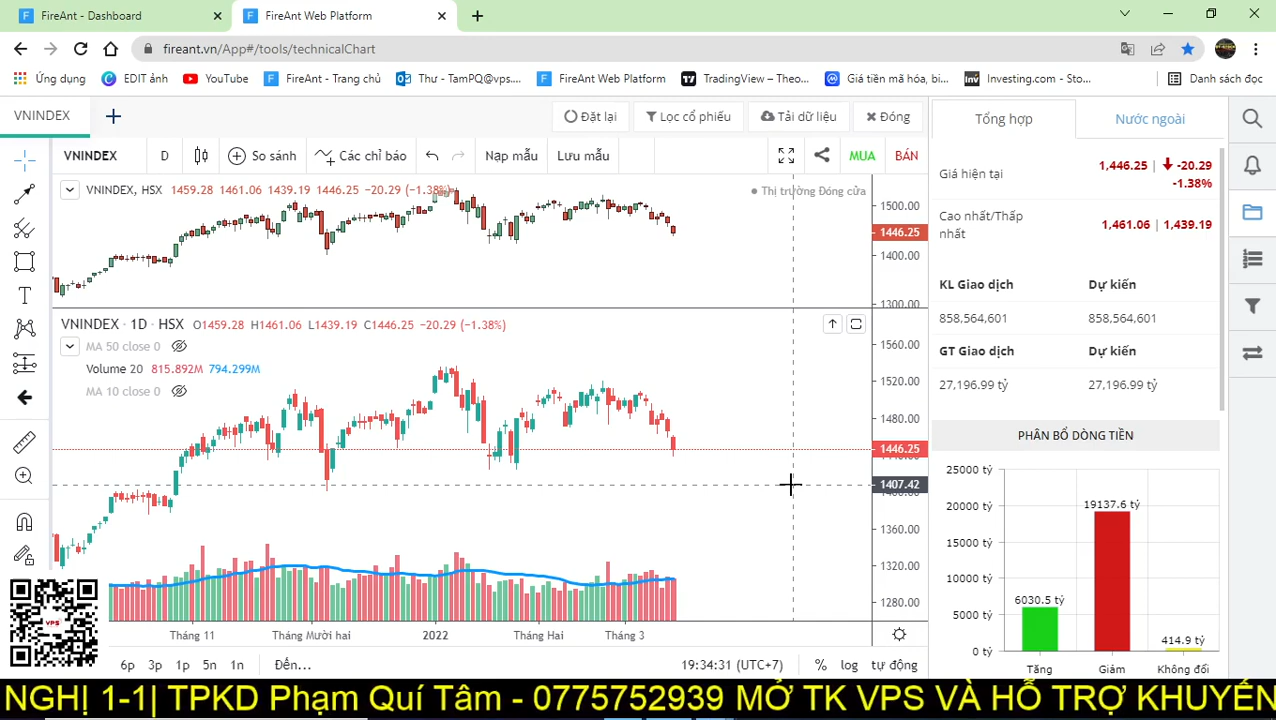 FireAnt - Dashboard
FireAnt Web Platform
fireant.vn/App#/tools/technicalChart
Ứng dụng
EDIT ảnh
YouTube
FireAnt - Trang chủ
Thư - TamPQ@vps....
FireAnt Web Platform
TradingView – Theo...
Giá tiền mã hóa, bi...
Investing.com - Sto...
Danh sách đọc
VNINDEX
Đặt lại
Lọc cổ phiếu
Tải dữ liệu
Đóng
VNINDEX
D
So sánh
Các chỉ báo
Nạp mẫu
Lưu mẫu
MUA
BÁN
VNINDEX, HSX 1459.28 1461.06 1439.19 1446.25 −20.29 (−1.38%)
Thị trường Đóng cửa
1500.00
1446.25
1400.00
1300.00
VNINDEX · 1D · HSX O1459.28 H1461.06 L1439.19 C1446.25 −20.29 (−1.38%)
MA 50 close 0
Volume 20 815.892M 794.299M
MA 10 close 0
1560.00
1520.00
1480.00
1446.25
1407.42
1360.00
1320.00
1280.00
Tháng 11
Tháng Mười hai
2022
Tháng Hai
Tháng 3
6p 3p 1p 5n 1n
Đến...
19:34:31 (UTC+7)
% log tự động
Tổng hợp
Nước ngoài
Giá hiện tại
1,446.25 | -20.29
-1.38%
Cao nhất/Thấp
nhất
1,461.06 | 1,439.19
KL Giao dịch
Dự kiến
858,564,601
858,564,601
GT Giao dịch
Dự kiến
27,196.99 tỷ
27,196.99 tỷ
PHÂN BỔ DÒNG TIỀN
25000 tỷ
20000 tỷ
15000 tỷ
10000 tỷ
5000 tỷ
0 tỷ
6030.5 tỷ
19137.6 tỷ
414.9 tỷ
Tăng
Giảm
Không đổi
VPS
NGHỊ 1-1| TPKD Phạm Quí Tâm - 0775752939 MỞ TK VPS VÀ HỖ TRỢ KHUYẾN